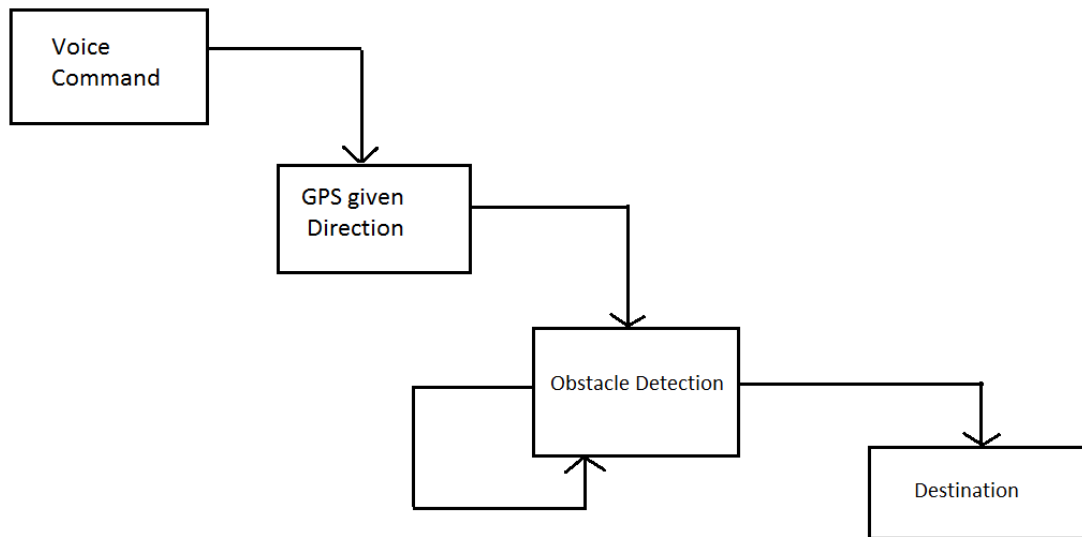 Voice
Command
GPS given
Direction
Obstacle Detection
Destination